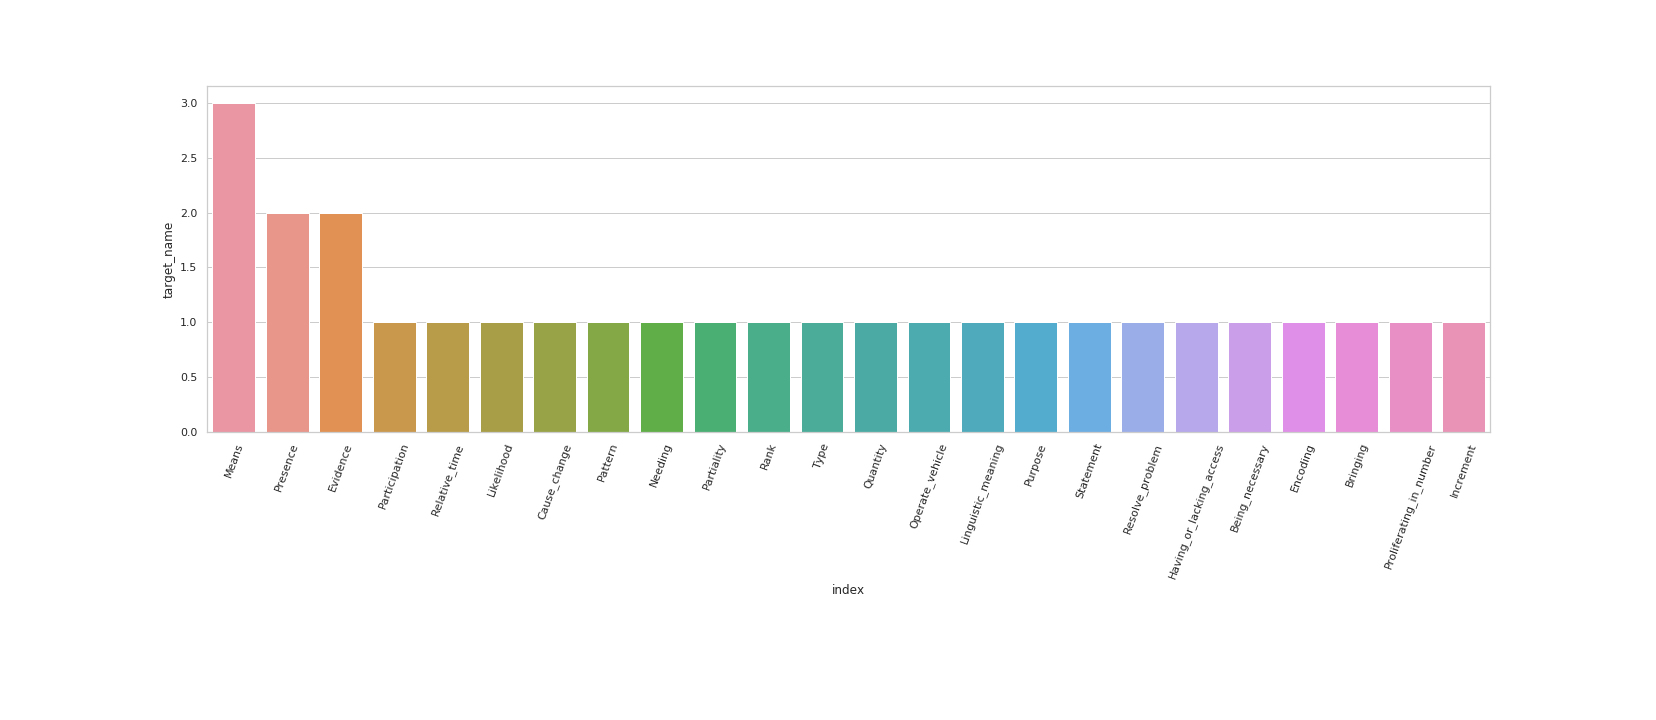 3.0
2.5
2.0
1.5
1.0
0.5
0.0
target_name
Means
Presence
Evidence
Participation
Relative_time
Likelihood
Cause_change
Pattern
Needing
Partiality
Rank
Type
Quantity
Operate_vehicle
Linguistic_meaning
Purpose
Statement
Resolve_problem
Having_or_lacking_access
Being_necessary
Encoding
Bringing
Proliferating_in_number
Increment
index